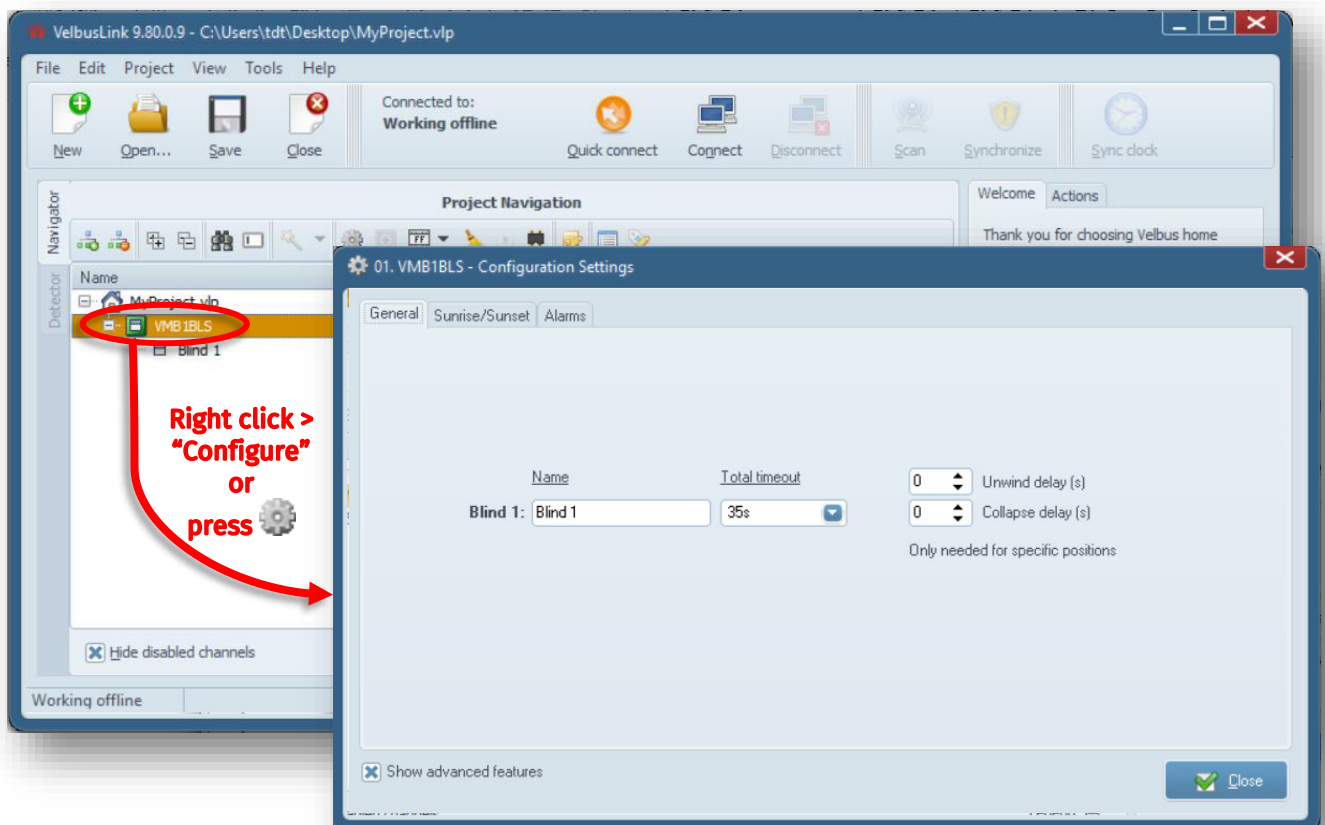 VelbusLink 9.80.0.9 - C:\Users\tdt\Desktop\MyProject.vlp
File Edit Project View Tools Help
Connected to:
Working offline
New Open... Save Close Quick connect Connect Disconnect Scan Synchronize Sync clock
Navigator
Detector
Project Navigation
Welcome Actions
Thank you for choosing Velbus home
Name
MyProject.vlp
VMB1BLS
Blind 1
Right click >
“Configure”
or
press
Hide disabled channels
Working offline
01. VMB1BLS - Configuration Settings
General Sunrise/Sunset Alarms
Name Total timeout
0 Unwind delay (s)
Blind 1: Blind 1 35s 0 Collapse delay (s)
Only needed for specific positions
Show advanced features
Close